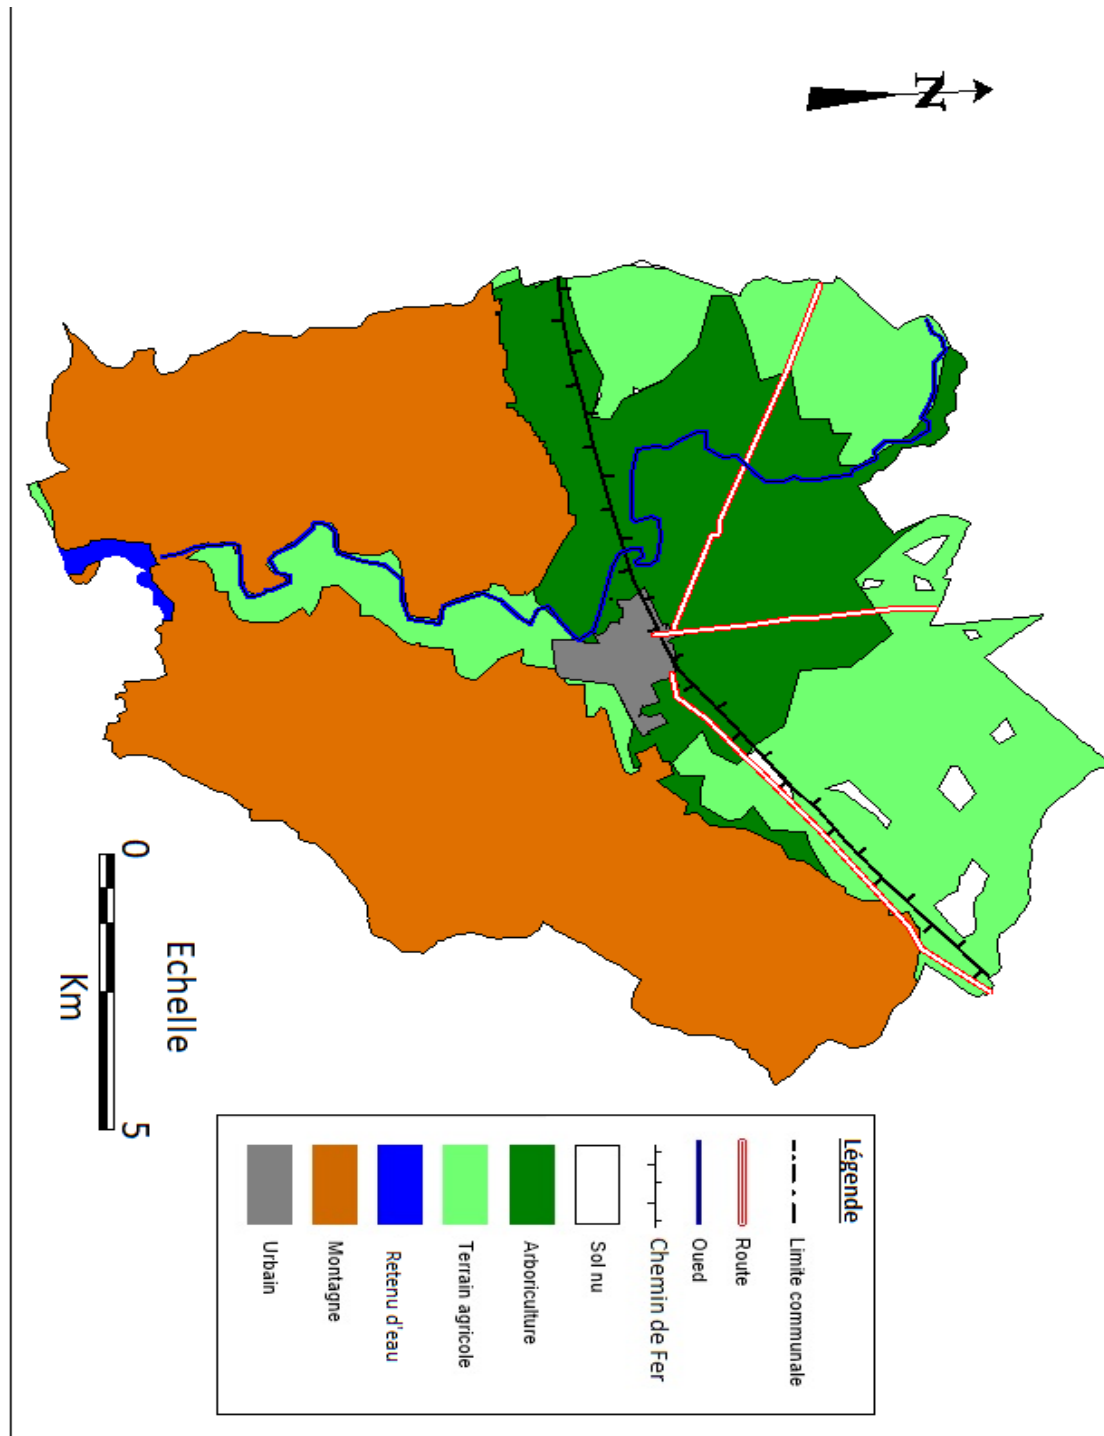 N
0
5
Echelle
Km
Légende
Limite communale
Route
Oued
Chemin de Fer
Sol nu
Arboriculture
Terrain agricole
Retenu d'eau
Montagne
Urbain